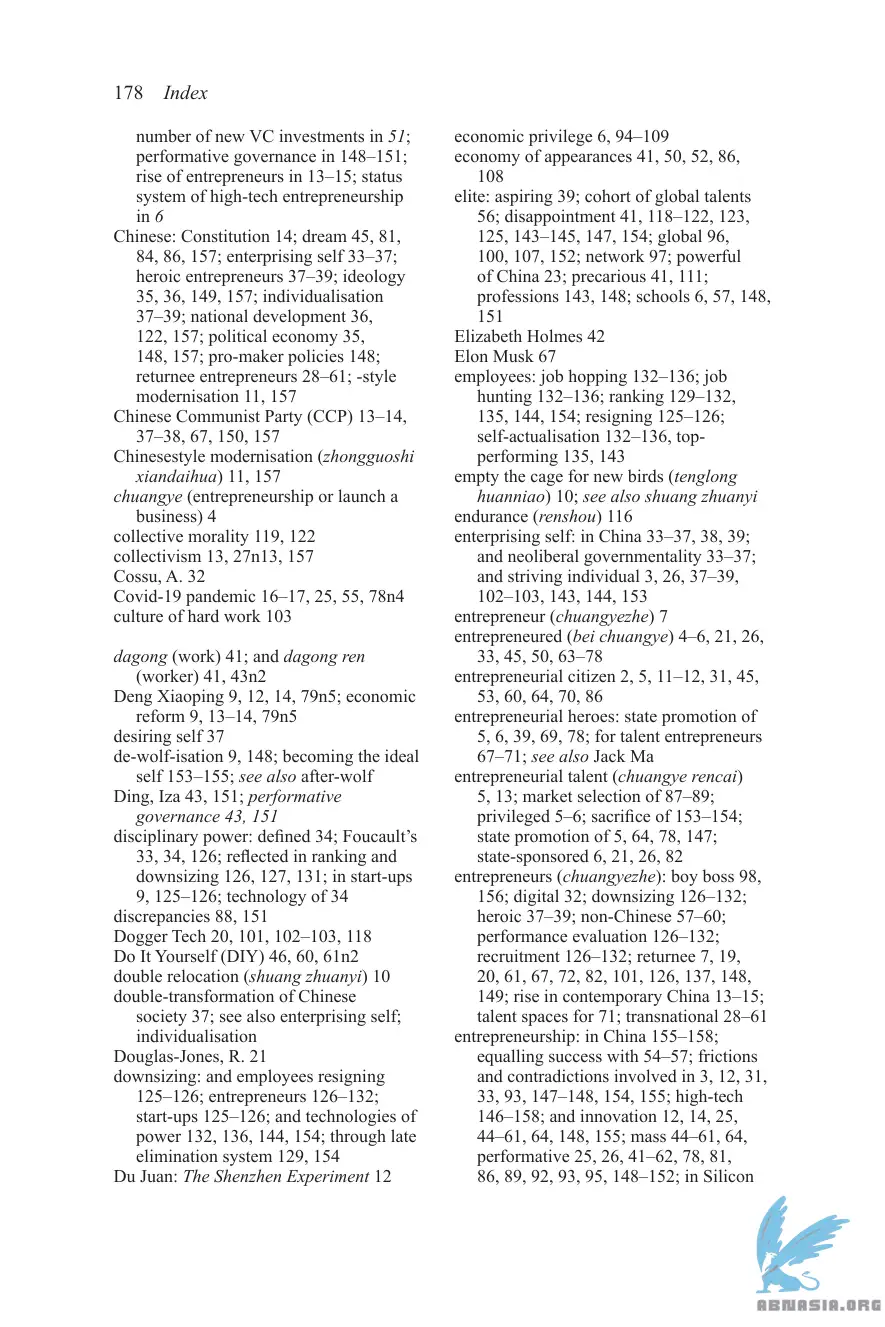 178 Index
number of new VC investments in 51;
performative governance in 148–151;
rise of entrepreneurs in 13–15; status
system of high-tech entrepreneurship
in 6
Chinese: Constitution 14; dream 45, 81,
84, 86, 157; enterprising self 33–37;
heroic entrepreneurs 37–39; ideology
35, 36, 149, 157; individualisation
37–39; national development 36,
122, 157; political economy 35,
148, 157; pro-maker policies 148;
returnee entrepreneurs 28–61; -style
modernisation 11, 157
Chinese Communist Party (CCP) 13–14,
37–38, 67, 150, 157
Chinesestyle modernisation (zhongguoshi
xiandaihua) 11, 157
chuangye (entrepreneurship or launch a
business) 4
collective morality 119, 122
collectivism 13, 27n13, 157
Cossu, A. 32
Covid-19 pandemic 16–17, 25, 55, 78n4
culture of hard work 103
dagong (work) 41; and dagong ren
(worker) 41, 43n2
Deng Xiaoping 9, 12, 14, 79n5; economic
reform 9, 13–14, 79n5
desiring self 37
de-wolf-isation 9, 148; becoming the ideal
self 153–155; see also after-wolf
Ding, Iza 43, 151; performative
governance 43, 151
disciplinary power: defined 34; Foucault’s
33, 34, 126; reflected in ranking and
downsizing 126, 127, 131; in start-ups
9, 125–126; technology of 34
discrepancies 88, 151
Dogger Tech 20, 101, 102–103, 118
Do It Yourself (DIY) 46, 60, 61n2
double relocation (shuang zhuanyi) 10
double-transformation of Chinese
society 37; see also enterprising self;
individualisation
Douglas-Jones, R. 21
downsizing: and employees resigning
125–126; entrepreneurs 126–132;
start-ups 125–126; and technologies of
power 132, 136, 144, 154; through late
elimination system 129, 154
Du Juan: The Shenzhen Experiment 12
economic privilege 6, 94–109
economy of appearances 41, 50, 52, 86,
108
elite: aspiring 39; cohort of global talents
56; disappointment 41, 118–122, 123,
125, 143–145, 147, 154; global 96,
100, 107, 152; network 97; powerful
of China 23; precarious 41, 111;
professions 143, 148; schools 6, 57, 148,
151
Elizabeth Holmes 42
Elon Musk 67
employees: job hopping 132–136; job
hunting 132–136; ranking 129–132,
135, 144, 154; resigning 125–126;
self-actualisation 132–136, top-
performing 135, 143
empty the cage for new birds (tenglong
huanniao) 10; see also shuang zhuanyi
endurance (renshou) 116
enterprising self: in China 33–37, 38, 39;
and neoliberal governmentality 33–37;
and striving individual 3, 26, 37–39,
102–103, 143, 144, 153
entrepreneur (chuangyezhe) 7
entrepreneured (bei chuangye) 4–6, 21, 26,
33, 45, 50, 63–78
entrepreneurial citizen 2, 5, 11–12, 31, 45,
53, 60, 64, 70, 86
entrepreneurial heroes: state promotion of
5, 6, 39, 69, 78; for talent entrepreneurs
67–71; see also Jack Ma
entrepreneurial talent (chuangye rencai)
5, 13; market selection of 87–89;
privileged 5–6; sacrifice of 153–154;
state promotion of 5, 64, 78, 147;
state-sponsored 6, 21, 26, 82
entrepreneurs (chuangyezhe): boy boss 98,
156; digital 32; downsizing 126–132;
heroic 37–39; non-Chinese 57–60;
performance evaluation 126–132;
recruitment 126–132; returnee 7, 19,
20, 61, 67, 72, 82, 101, 126, 137, 148,
149; rise in contemporary China 13–15;
talent spaces for 71; transnational 28–61
entrepreneurship: in China 155–158;
equalling success with 54–57; frictions
and contradictions involved in 3, 12, 31,
33, 93, 147–148, 154, 155; high-tech
146–158; and innovation 12, 14, 25,
44–61, 64, 148, 155; mass 44–61, 64,
performative 25, 26, 41–62, 78, 81,
86, 89, 92, 93, 95, 148–152; in Silicon
ABNASIA.ORG